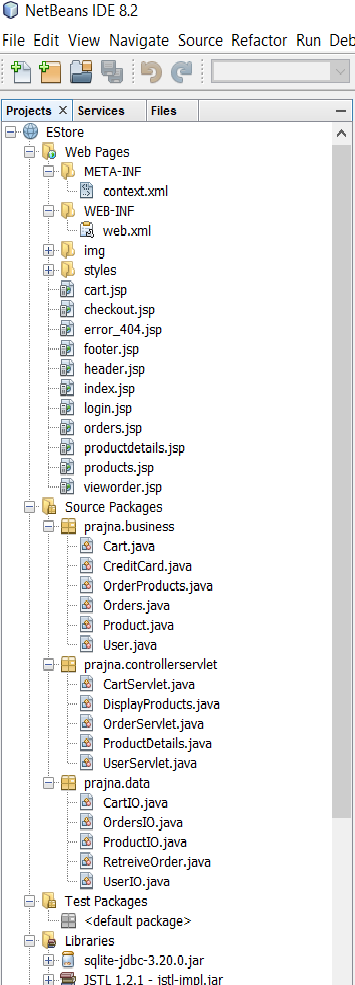 NetBeans IDE 8.2
File Edit View Navigate Source Refactor Run Deb
Projects Services Files
EStore
Web Pages
META-INF
context.xml
WEB-INF
web.xml
img
styles
cart.jsp
checkout.jsp
error_404.jsp
footer.jsp
header.jsp
index.jsp
login.jsp
orders.jsp
productdetails.jsp
products.jsp
vieworder.jsp
Source Packages
prajna.business
Cart.java
CreditCard.java
OrderProducts.java
Orders.java
Product.java
User.java
prajna.controllerservlet
CartServlet.java
DisplayProducts.java
OrderServlet.java
ProductDetails.java
UserServlet.java
prajna.data
CartIO.java
OrdersIO.java
ProductIO.java
RetreiveOrder.java
UserIO.java
Test Packages
<default package>
Libraries
sqlite-jdbc-3.20.0.jar
JSTL 1.2.1 - jstl-impl.jar